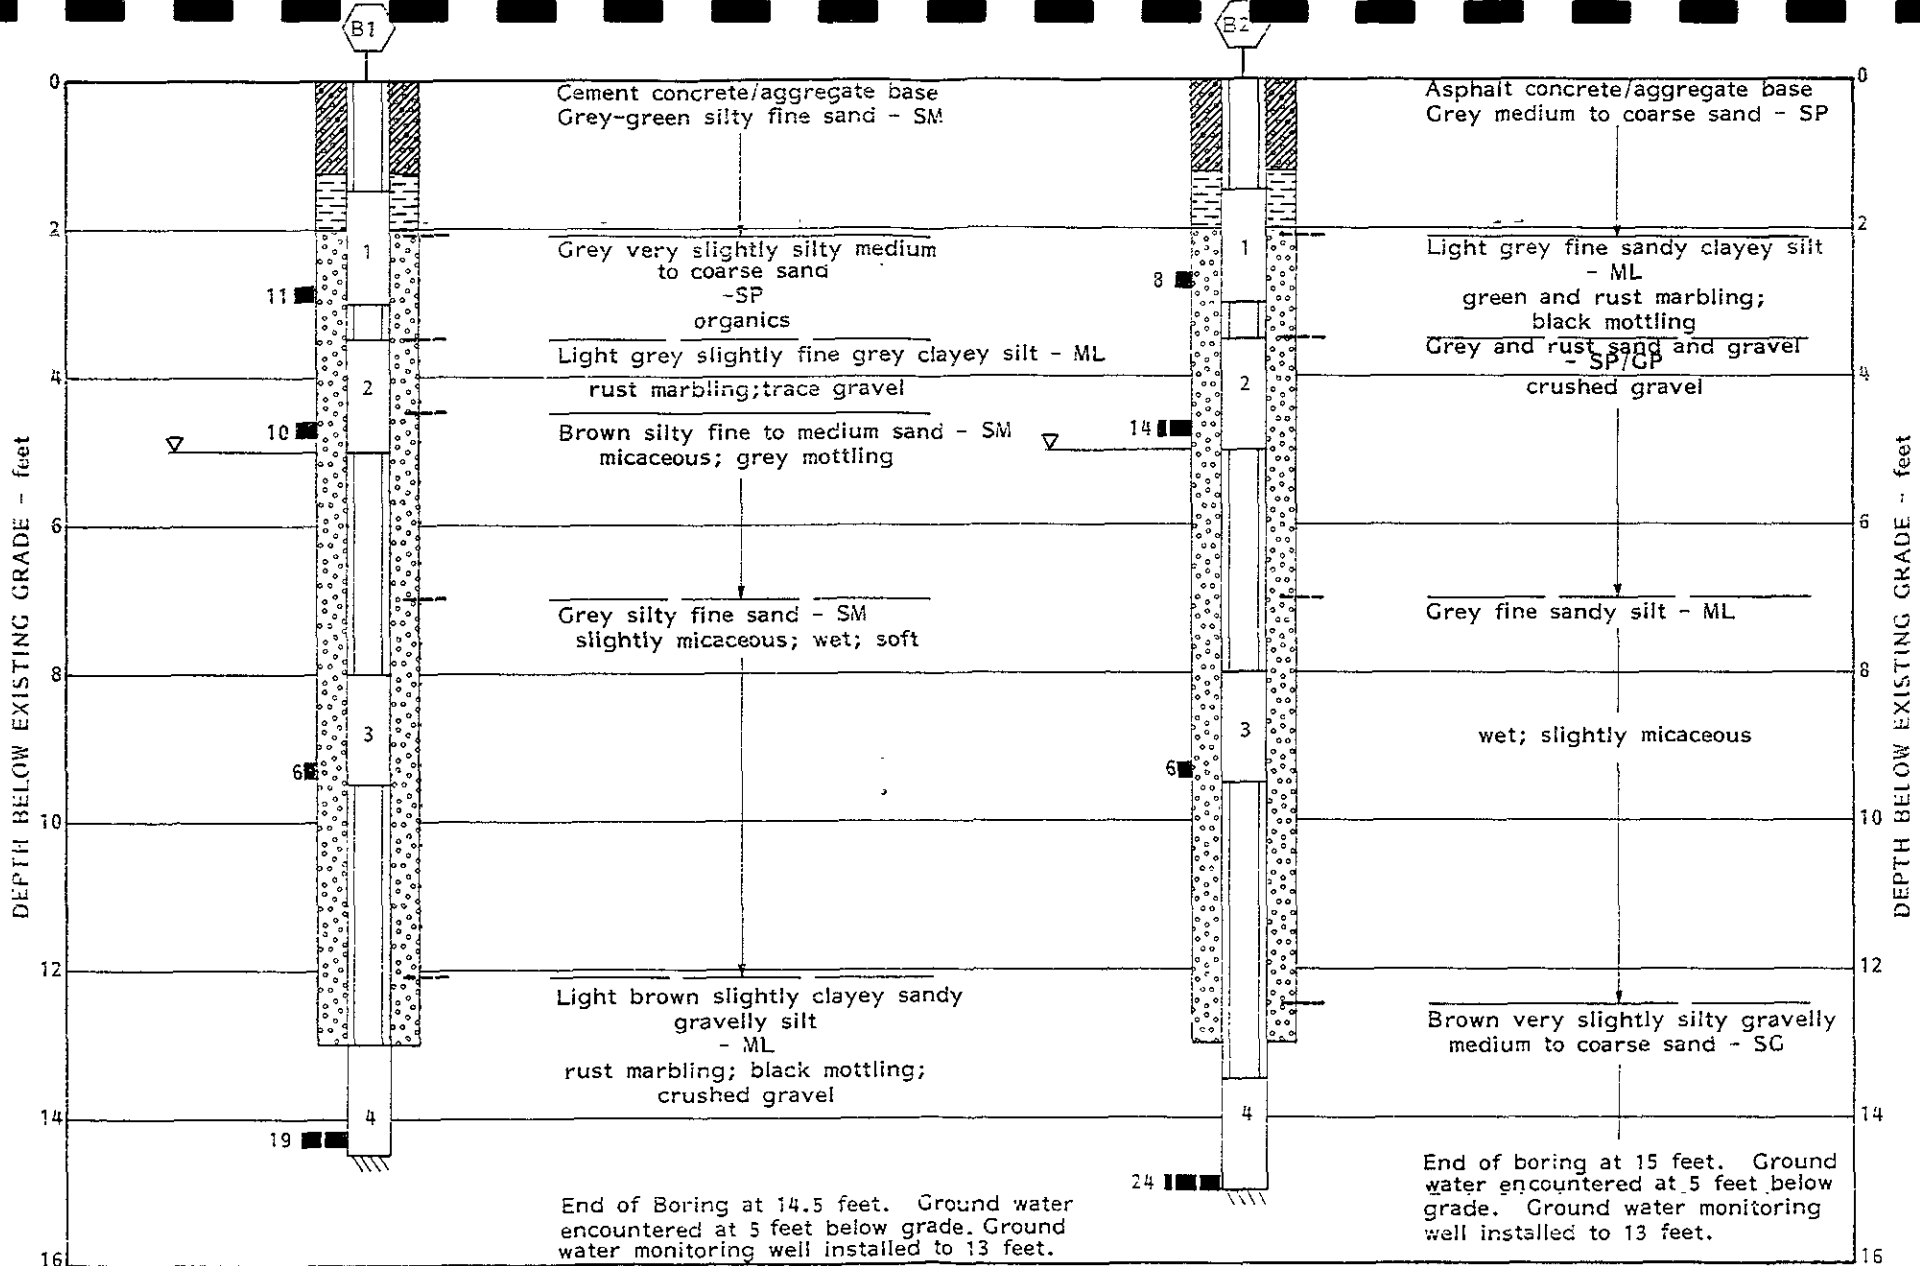 B1
B2
0
2
4
6
8
10
12
14
16
DEPTH BELOW EXISTING GRADE - feet
1
11
2
10
3
6
4
19
Cement concrete/aggregate base
Grey-green silty fine sand - SM
Grey very slightly silty medium
to coarse sand
-SP
organics
Light grey slightly fine grey clayey silt - ML
rust marbling;trace gravel
Brown silty fine to medium sand - SM
micaceous; grey mottling
Grey silty fine sand - SM
slightly micaceous; wet; soft
Light brown slightly clayey sandy
gravelly silt
- ML
rust marbling; black mottling;
crushed gravel
End of Boring at 14.5 feet. Ground water
encountered at 5 feet below grade. Ground
water monitoring well installed to 13 feet.
1
8
2
14
3
6
4
24
Asphalt concrete/aggregate base
Grey medium to coarse sand - SP
Light grey fine sandy clayey silt
- ML
green and rust marbling;
black mottling
Grey and rust sand and gravel
- SP/GP
crushed gravel
Grey fine sandy silt - ML
wet; slightly micaceous
Brown very slightly silty gravelly
medium to coarse sand - SG
End of boring at 15 feet. Ground
water encountered at 5 feet below
grade. Ground water monitoring
well installed to 13 feet.
0
2
4
6
8
10
12
14
16
DEPTH BELOW EXISTING GRADE - feet